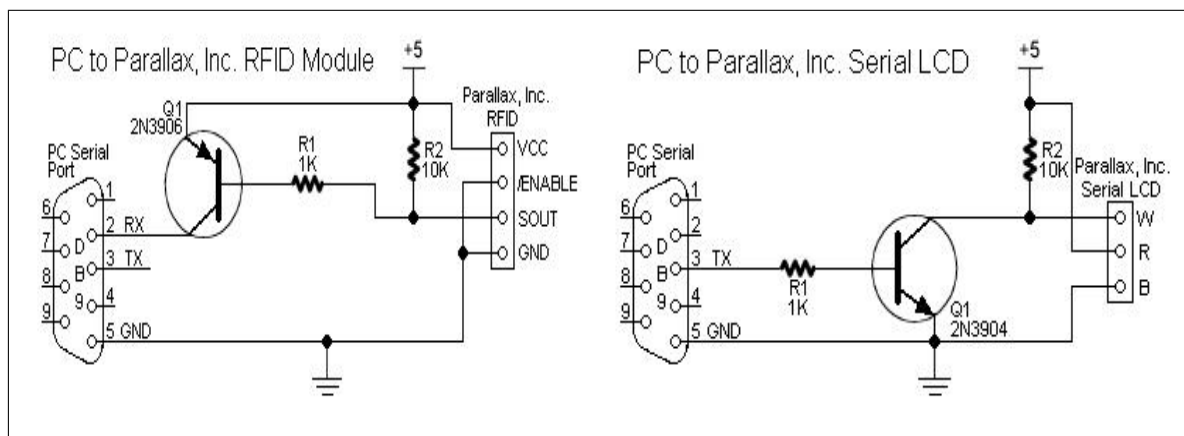 PC to Parallax, Inc. RFID Module
+5
Q1
2N3906
Parallax, Inc.
RFID
R1
1K
R2
10K
VCC
/ENABLE
SOUT
GND
PC Serial
Port
1
6
2
RX
7
D
3
TX
B
8
4
9
9
5
GND
PC to Parallax, Inc. Serial LCD
+5
R2
10K
Parallax, Inc.
Serial LCD
W
R
B
PC Serial
Port
1
6
2
7
D
3
TX
B
R1
1K
8
4
9
9
5
GND
Q1
2N3904